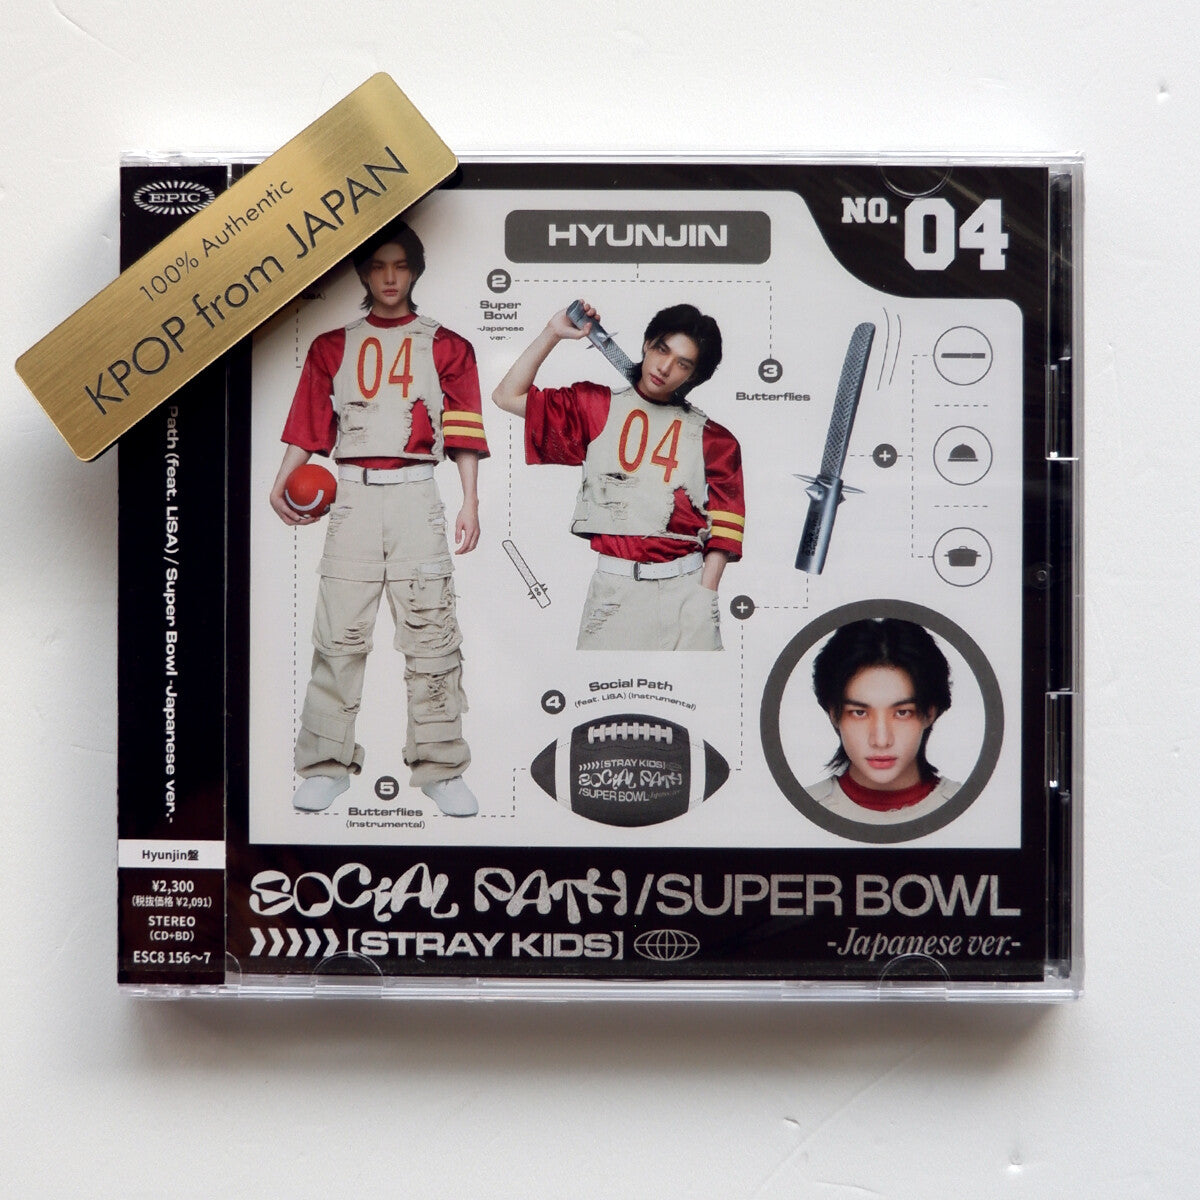 100% Authentic
KPOP from JAPAN
EPIC
Path (feat. LiSA) / Super Bowl -Japanese ver.-
Hyunjin盤
¥2,300
(税抜価格 ¥2,091)
STEREO
(CD+BD)
ESC8 156~7
NO. 04
HYUNJIN
2
Super
Bowl
-Japanese
ver.-
3
Butterflies
04
04
4
Social Path
(feat. LiSA) (Instrumental)
[STRAY KIDS]
SOCIAL PATH
/SUPER BOWL -Japanese ver.-
5
Butterflies
(Instrumental)
SOCIAL PATH/SUPER BOWL
[STRAY KIDS]
-Japanese ver.-